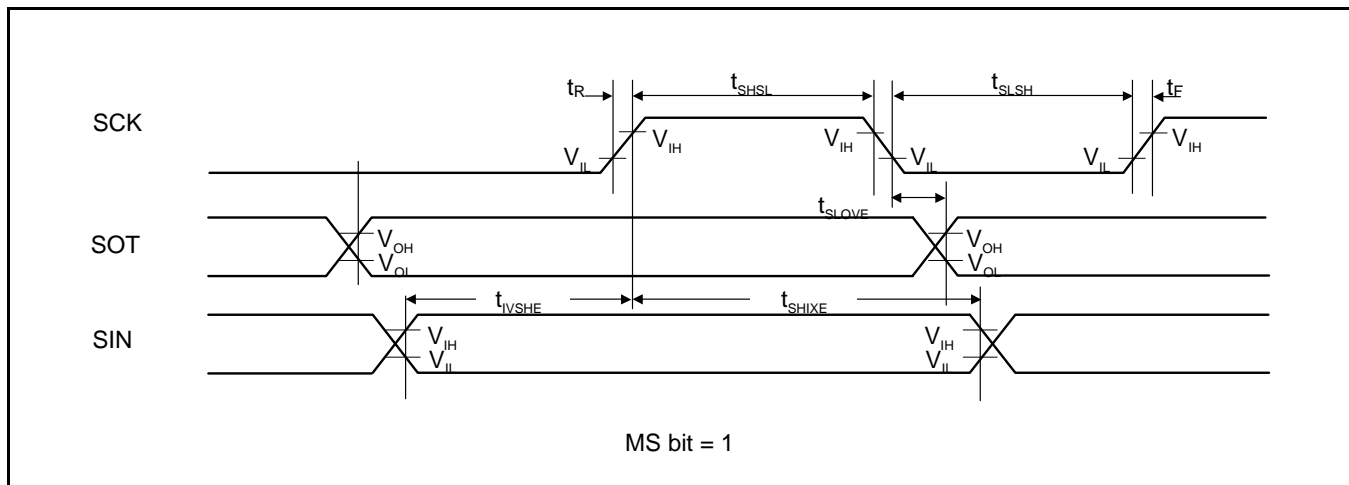 tR tSHSL tSLSH tF
SCK
VIH VIH VIH
VIL VIL VIL
tSLOVE
SOT
VOH VOH
VOL VOL
tIVSHE tSHIXE
SIN
VIH VIH
VIL VIL
MS bit = 1